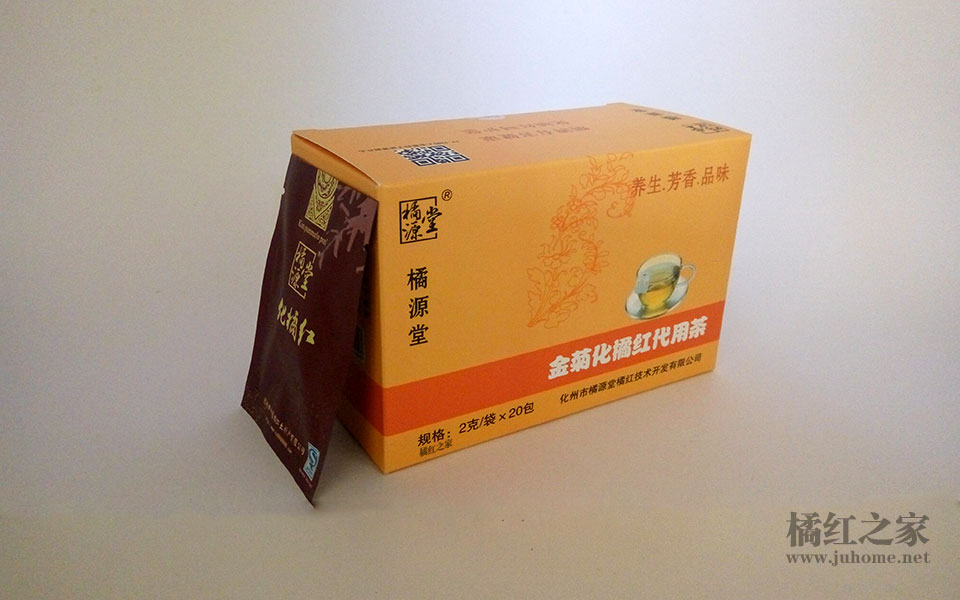 养生.芳香.品味
橘源堂
®
橘源堂
金菊化橘红代用茶
化州市橘源堂橘红技术开发有限公司
规格：2克/袋×20包
橘红之家
橘源堂
化橘红
橘红之家
www.juhome.net